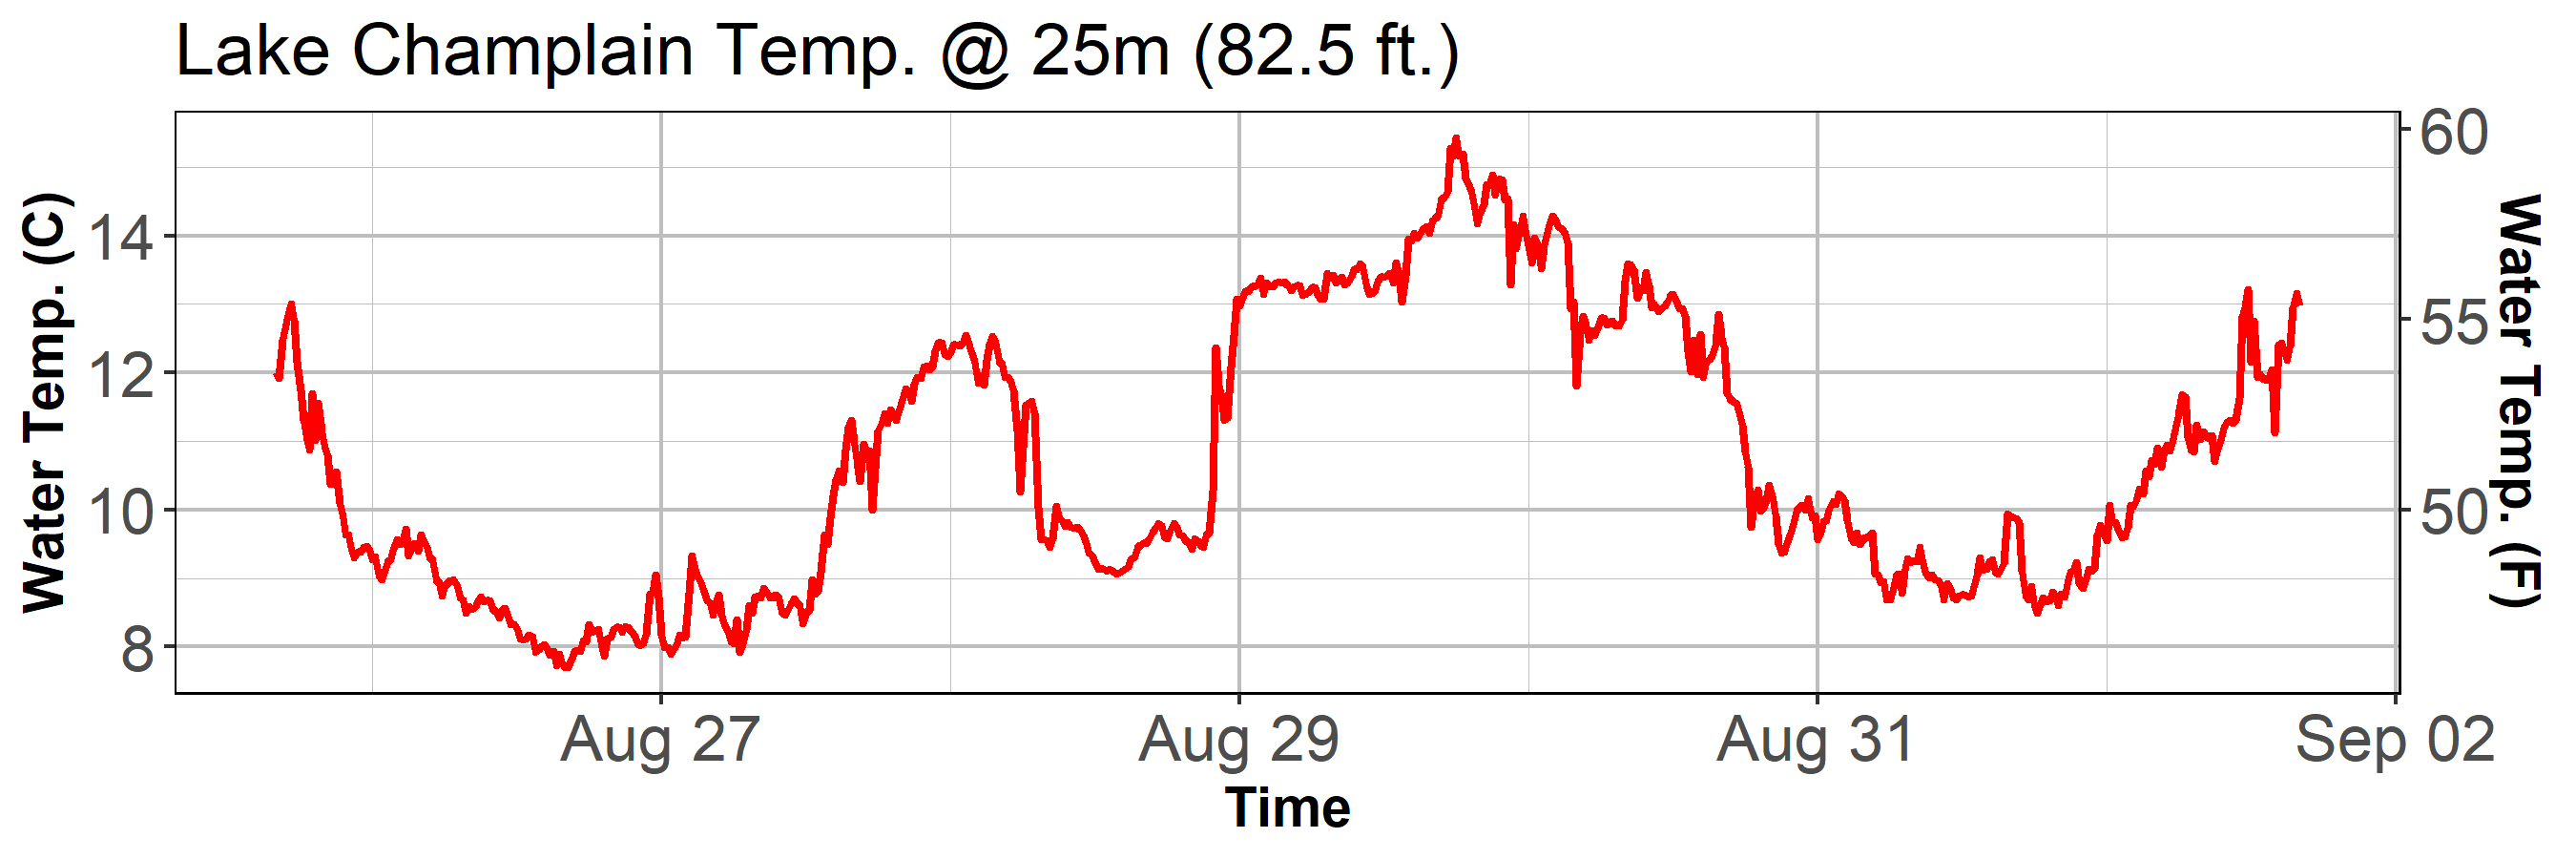 Lake Champlain Temp. @ 25m (82.5 ft.)
Water Temp. (C)
14
12
10
8
60
55
50
Water Temp. (F)
Aug 27
Aug 29
Aug 31
Sep 02
Time